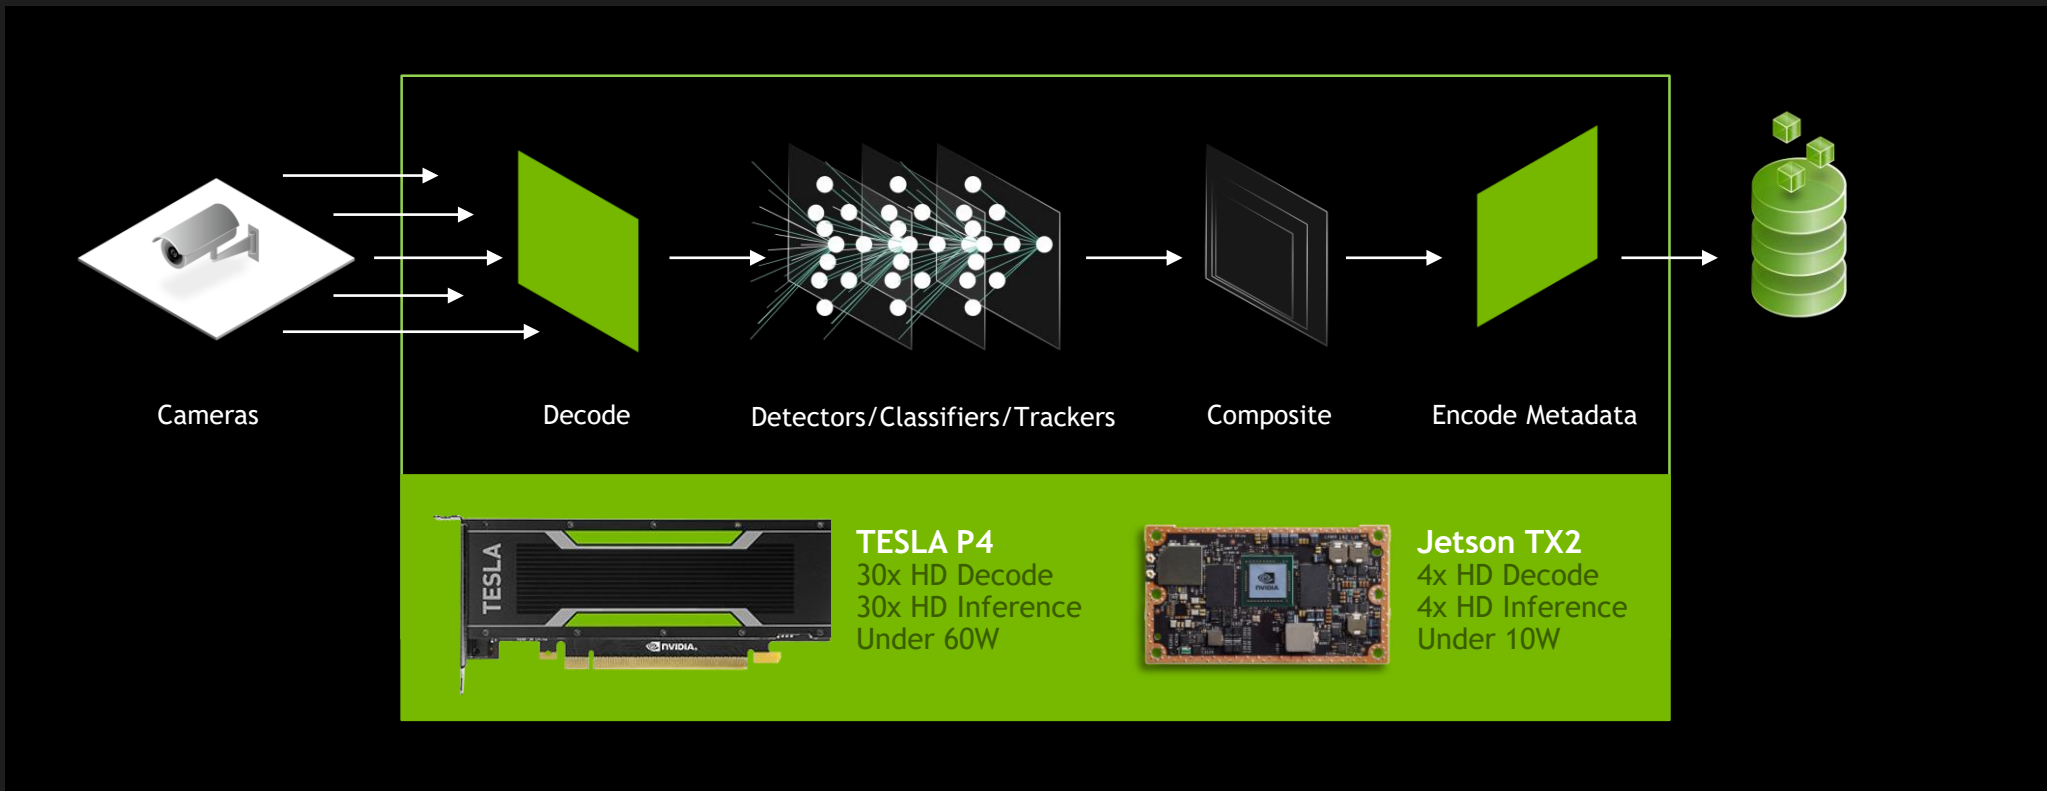 Cameras
Decode
Detectors/Classifiers/Trackers
Composite
Encode Metadata
TESLA
NVIDIA.
TESLA P4
30x HD Decode
30x HD Inference
Under 60W
NVIDIA
Jetson TX2
4x HD Decode
4x HD Inference
Under 10W